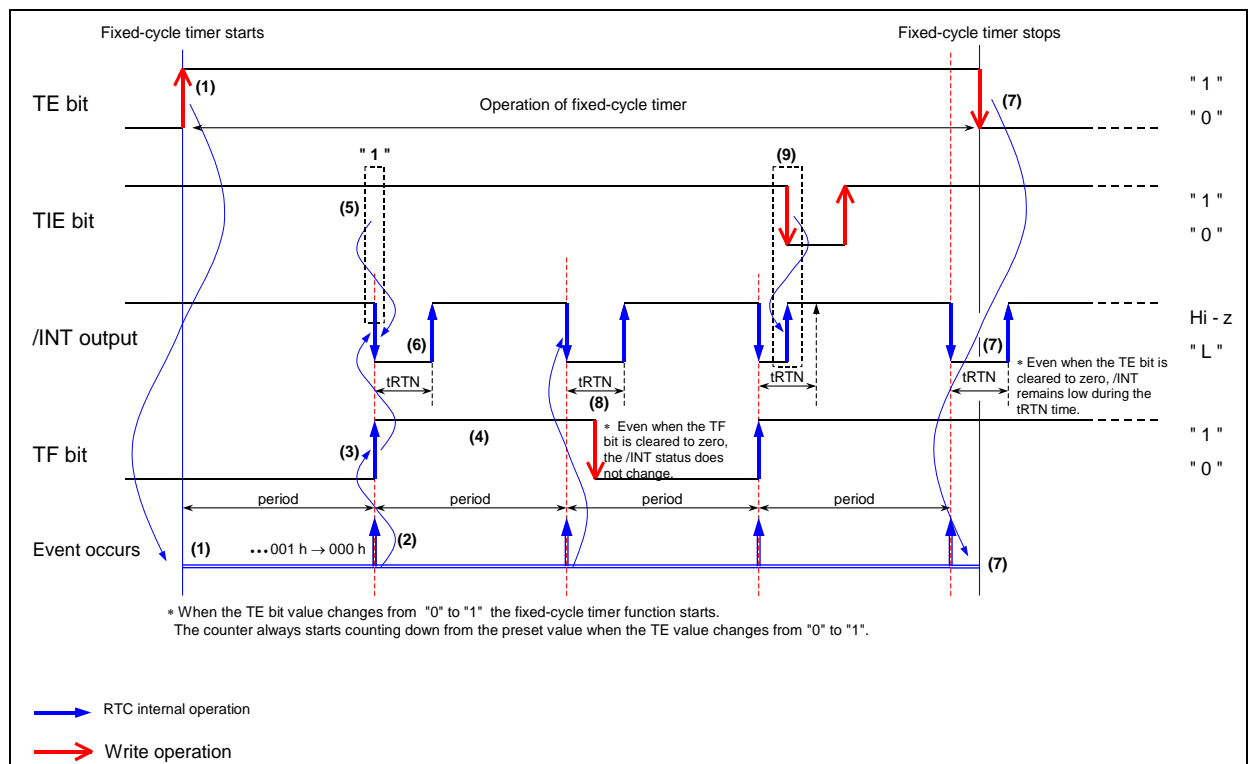 Fixed-cycle timer starts
Fixed-cycle timer stops
TE bit
(1)
Operation of fixed-cycle timer
(7)
" 1 "
" 0 "
" 1 "
(9)
TIE bit
(5)
" 1 "
" 0 "
/INT output
(6)
(7)
Hi - z
" L "
tRTN
tRTN
tRTN
tRTN
* Even when the TE bit is
cleared to zero, /INT
remains low during the
tRTN time.
(8)
TF bit
(3)
(4)
* Even when the TF
bit is cleared to zero,
the /INT status does
not change.
" 1 "
" 0 "
period
period
period
period
Event occurs
(1)
•••001 h → 000 h
(2)
(7)
* When the TE bit value changes from "0" to "1" the fixed-cycle timer function starts.
The counter always starts counting down from the preset value when the TE value changes from "0" to "1".
RTC internal operation
Write operation